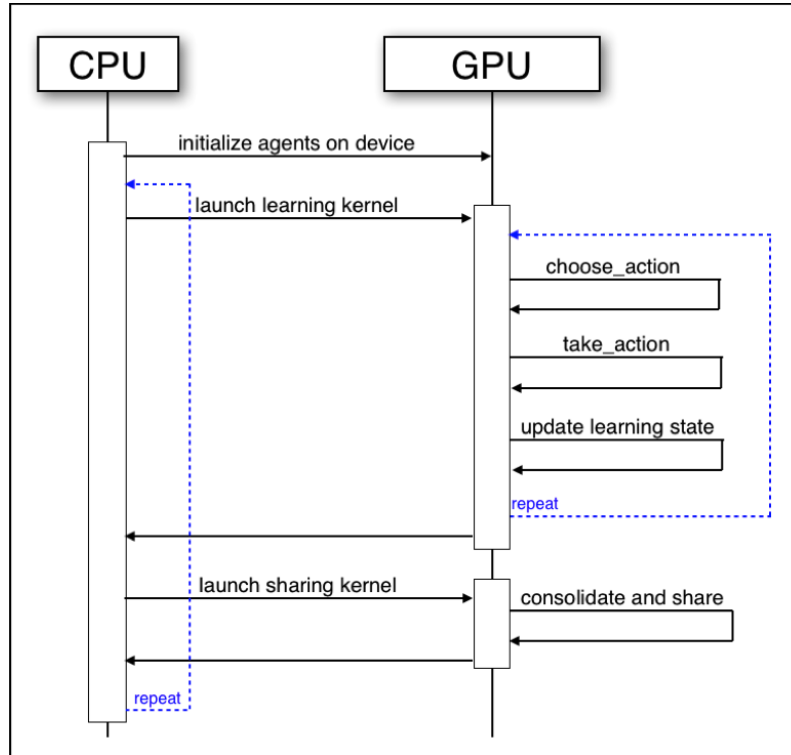 CPU
GPU
initialize agents on device
launch learning kernel
choose_action
take_action
update learning state
repeat
launch sharing kernel
consolidate and share
repeat